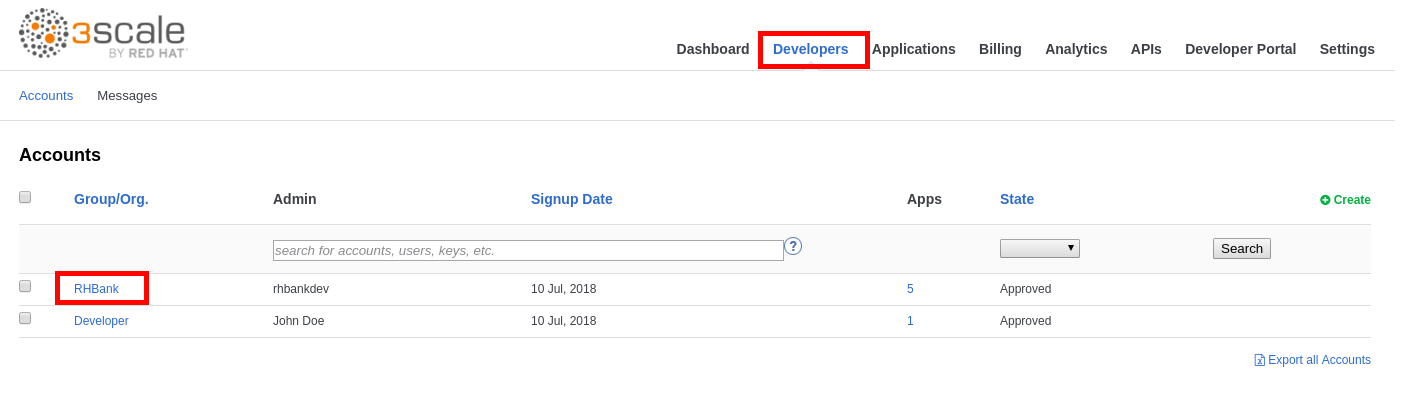 3scale
BY RED HAT
Dashboard Developers Applications Billing Analytics APIs Developer Portal Settings
Accounts Messages
Accounts
Group/Org. Admin Signup Date Apps State Create
search for accounts, users, keys, etc. ? Search
RHBank rhbankdev 10 Jul, 2018 5 Approved
Developer John Doe 10 Jul, 2018 1 Approved
Export all Accounts